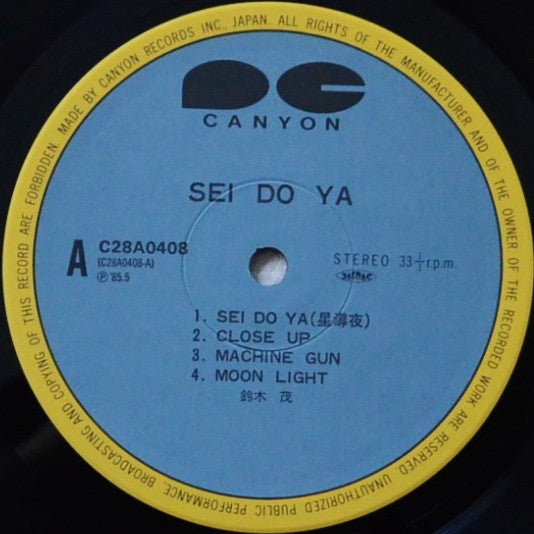 MADE BY CANYON RECORDS INC., JAPAN. ALL RIGHTS OF THE MANUFACTURER AND OF THE OWNER OF THE RECORDED WORK ARE RESERVED. UNAUTHORIZED PUBLIC PERFORMANCE, BROADCASTING AND COPYING OF THIS RECORD ARE FORBIDDEN.
CANYON
SEI DO YA
A
C28A0408
(C28A0408-A)
Ⓟ '85.5
STEREO 33⅓r.p.m.
1. SEI DO YA(星導夜)
2. CLOSE UP
3. MACHINE GUN
4. MOON LIGHT
鈴木 茂